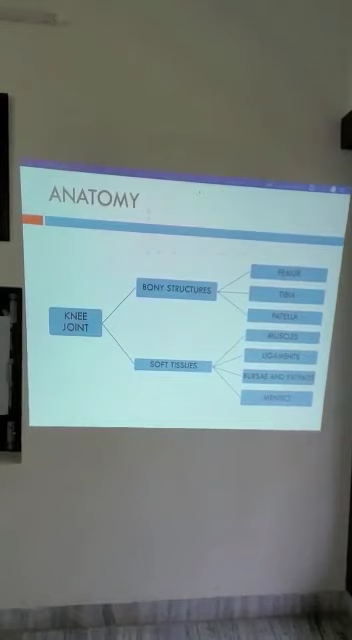 ANATOMY
KNEE
JOINT
BONY STRUCTURES
FEMUR
TIBIA
PATELLA
SOFT TISSUES
MUSCLES
LIGAMENTS
BURSAE AND FATPADS
MENISCI